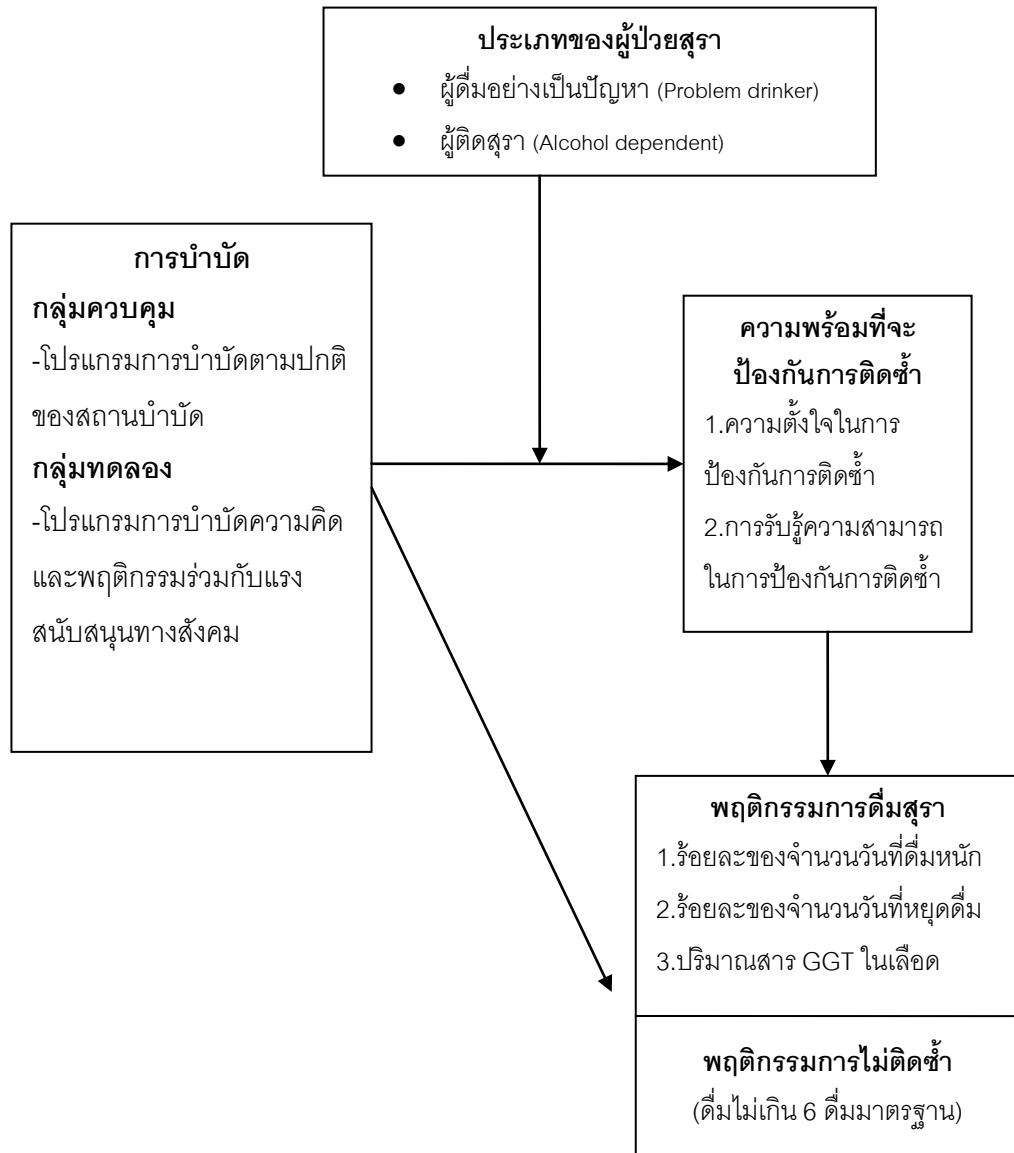 ประเภทของผู้ป่วยสุรา
● ผู้ดื่มอย่างเป็นปัญหา (Problem drinker)
● ผู้ติดสุรา (Alcohol dependent)
การบำบัด
กลุ่มควบคุม
-โปรแกรมการบำบัดตามปกติ
ของสถานบำบัด
กลุ่มทดลอง
-โปรแกรมการบำบัดความคิด
และพฤติกรรมร่วมกับแรง
สนับสนุนทางสังคม
ความพร้อมที่จะ
ป้องกันการติดซ้ำ
1.ความตั้งใจในการ
ป้องกันการติดซ้ำ
2.การรับรู้ความสามารถ
ในการป้องกันการติดซ้ำ
พฤติกรรมการดื่มสุรา
1.ร้อยละของจำนวนวันที่ดื่มหนัก
2.ร้อยละของจำนวนวันที่หยุดดื่ม
3.ปริมาณสาร GGT ในเลือด
พฤติกรรมการไม่ติดซ้ำ
(ดื่มไม่เกิน 6 ดื่มมาตรฐาน)